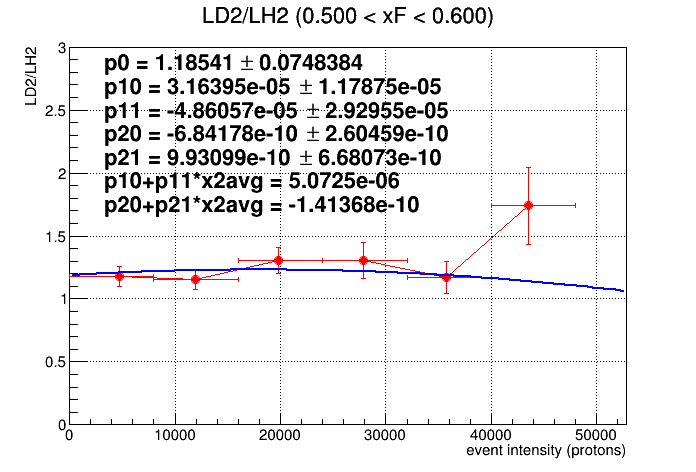 LD2/LH2 (0.500 < xF < 0.600)
LD2/LH2
3
2.5
2
1.5
1
0.5
0
p0 = 1.18541 ± 0.0748384
p10 = 3.16395e-05 ± 1.17875e-05
p11 = -4.86057e-05 ± 2.92955e-05
p20 = -6.84178e-10 ± 2.60459e-10
p21 = 9.93099e-10 ± 6.68073e-10
p10+p11*x2avg = 5.0725e-06
p20+p21*x2avg = -1.41368e-10
0 10000 20000 30000 40000 50000
event intensity (protons)